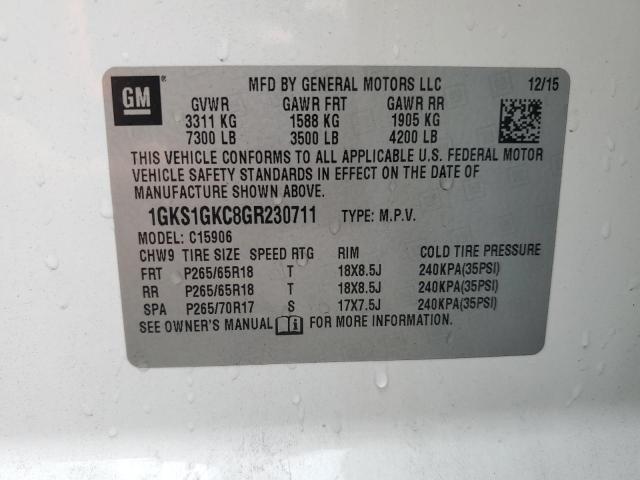 GM
MFD BY GENERAL MOTORS LLC 12/15
GVWR GAWR FRT GAWR RR
3311 KG 1588 KG 1905 KG
7300 LB 3500 LB 4200 LB
THIS VEHICLE CONFORMS TO ALL APPLICABLE U.S. FEDERAL MOTOR
VEHICLE SAFETY STANDARDS IN EFFECT ON THE DATE OF
MANUFACTURE SHOWN ABOVE.
1GKS1GKC8GR230711 TYPE: M.P.V.
MODEL: C15906
CHW9 TIRE SIZE SPEED RTG RIM COLD TIRE PRESSURE
FRT P265/65R18 T 18X8.5J 240KPA(35PSI)
RR P265/65R18 T 18X8.5J 240KPA(35PSI)
SPA P265/70R17 S 17X7.5J 240KPA(35PSI)
SEE OWNER'S MANUAL FOR MORE INFORMATION.